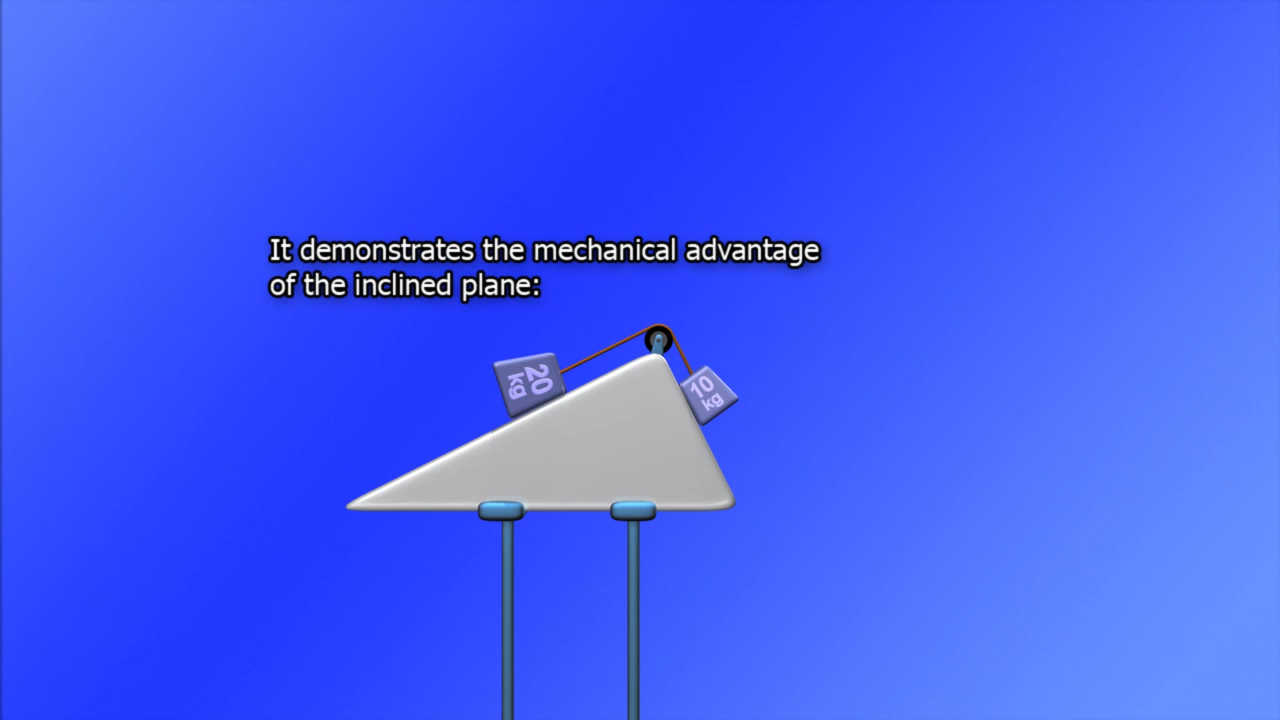 It demonstrates the mechanical advantage
of the inclined plane:
20
kg
10
kg